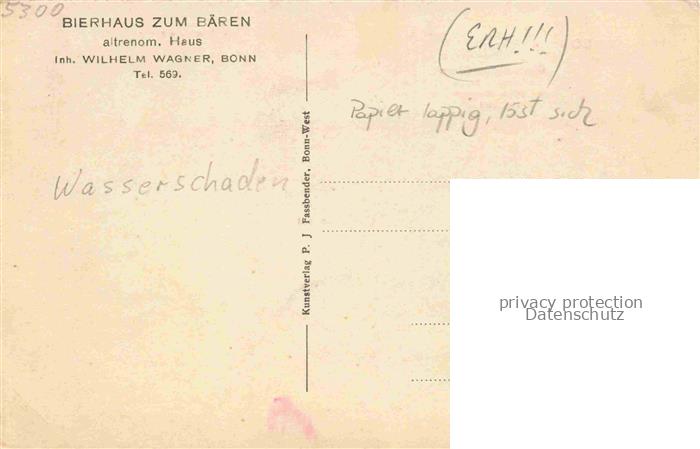 5300
BIERHAUS ZUM BÄREN
altrenom. Haus
Inh. WILHELM WAGNER, BONN
Tel. 569.
(ERH!!!)
Papier lappig, löst sich
Wasserschaden
Kunstverlag P. J Fassbender, Bonn-West
privacy protection
Datenschutz